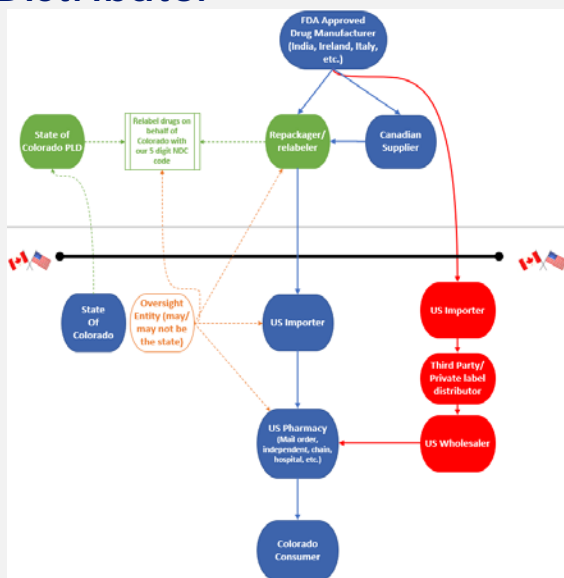 Distributor
FDA Approved
Drug Manufacturer
(India, Ireland, Italy,
etc.)
State of
Colorado PLD
Relabel drugs on
behalf of
Colorado with
our 5 digit NDC
code
Repackager/
relabeler
Canadian
Supplier
State
Of
Colorado
Oversight
Entity (may/
may not be
the state)
US Importer
US Importer
Third Party/
Private label
distributor
US Pharmacy
(Mail order,
independent, chain,
hospital, etc.)
US Wholesaler
Colorado
Consumer